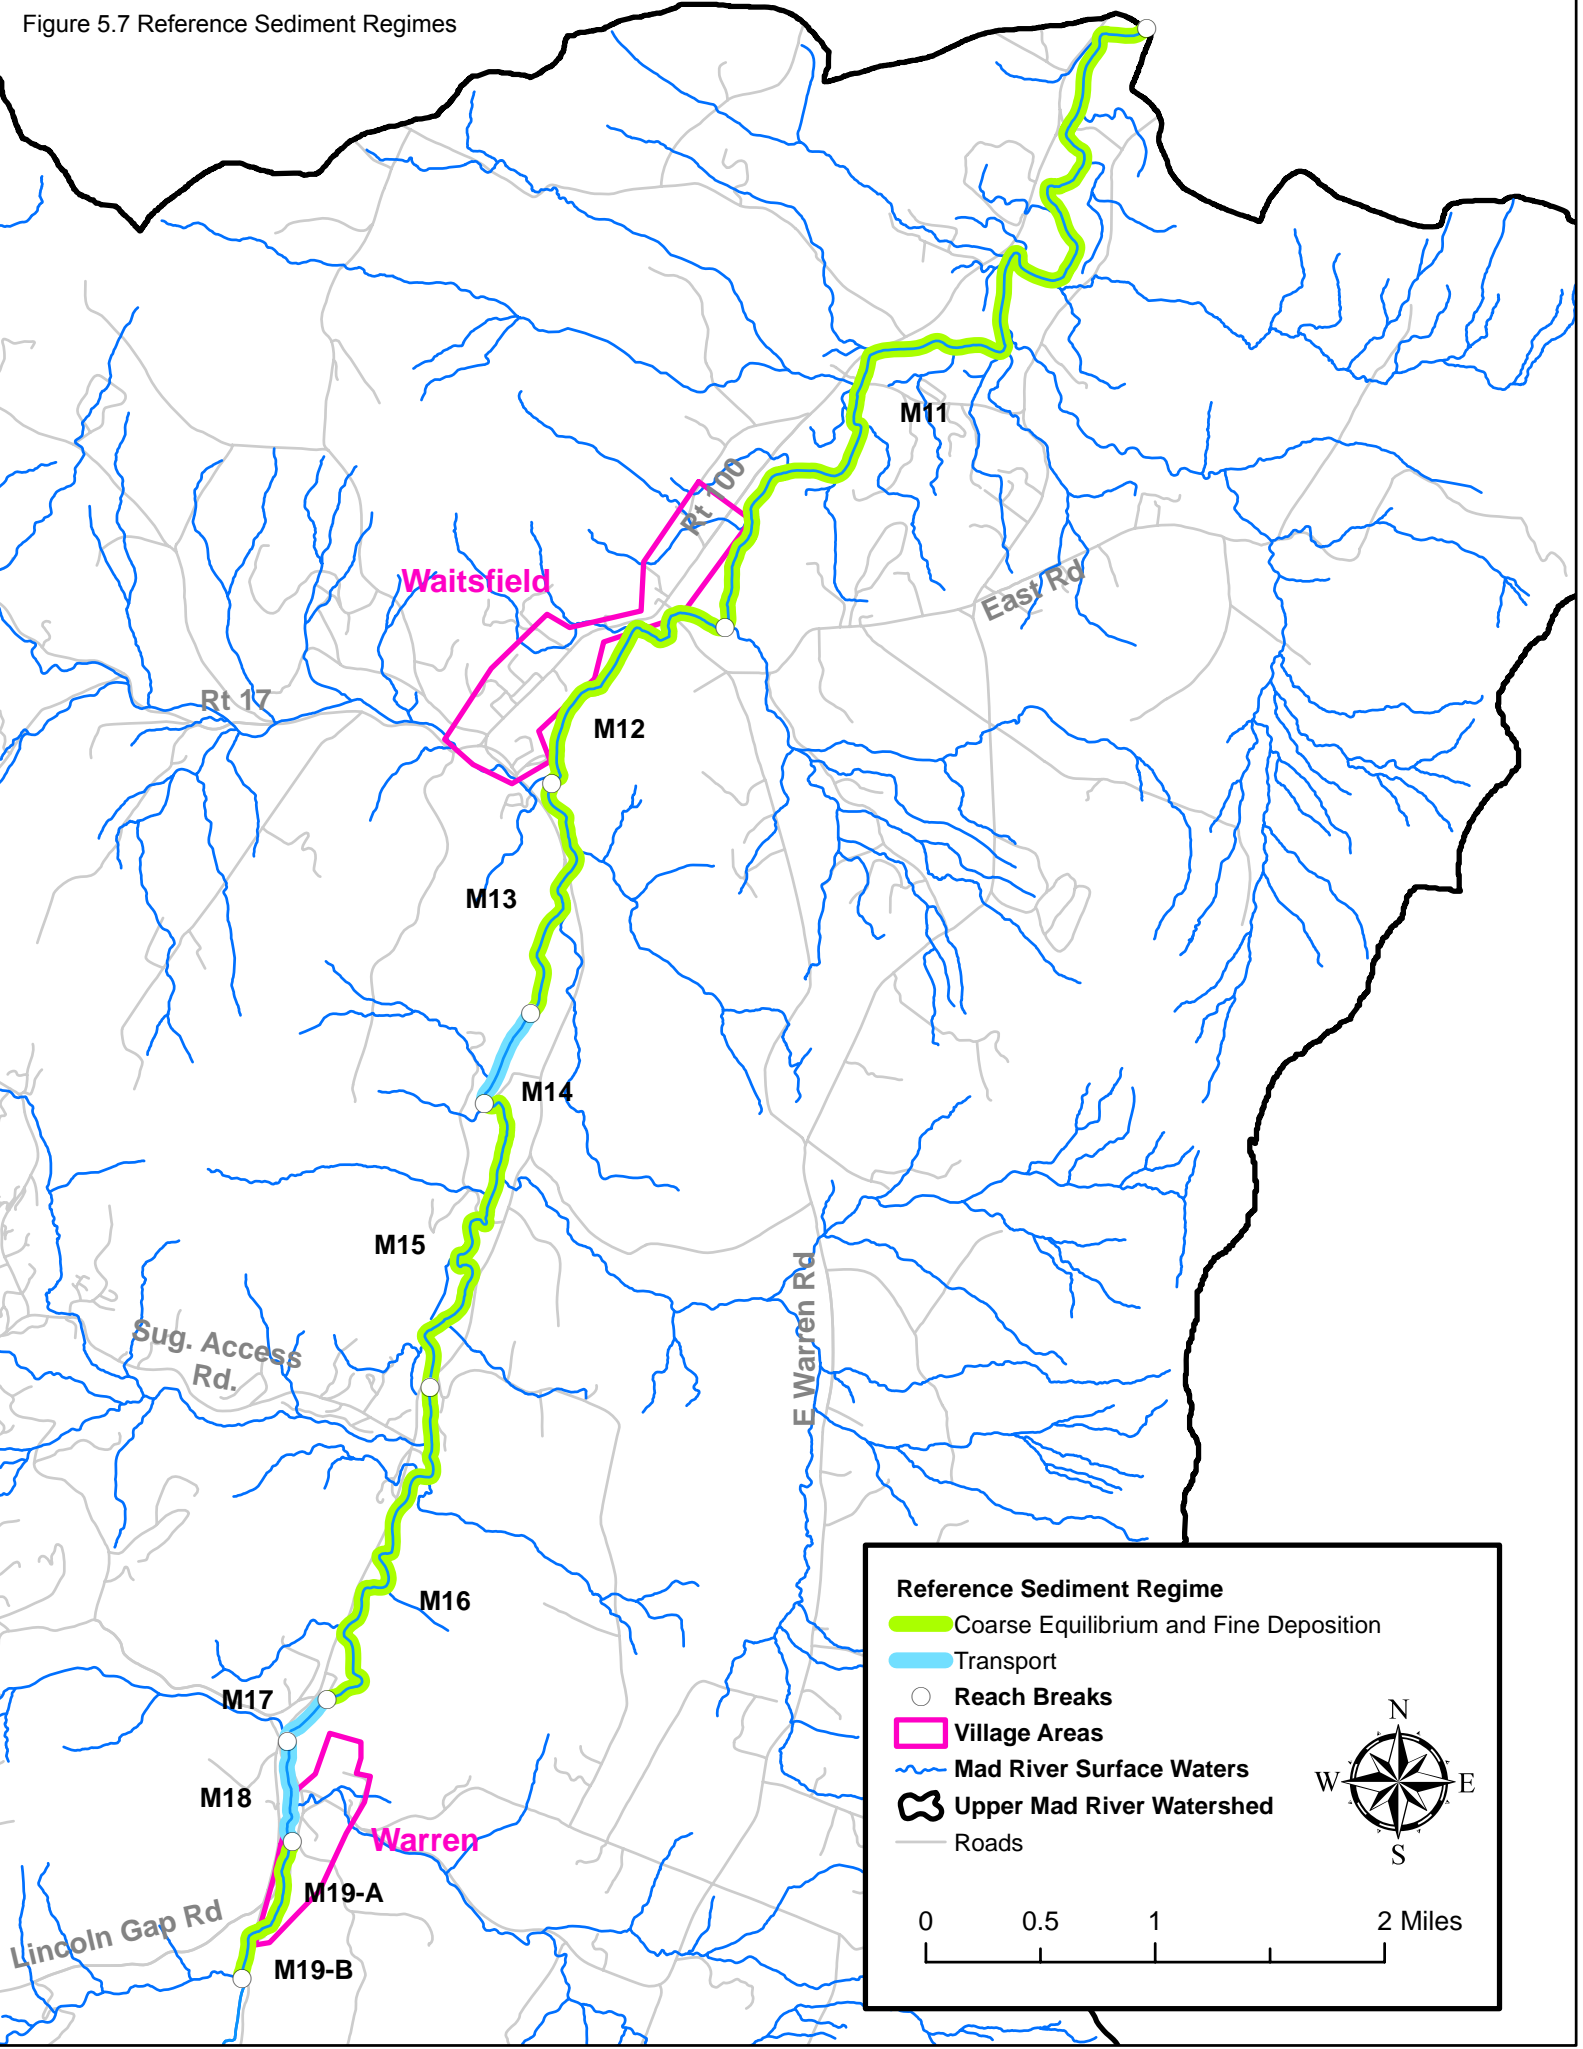 Figure 5.7 Reference Sediment Regimes
M11
Rt 100
Waitsfield
East Rd
Rt 17
M12
M13
M14
M15
E Warren Rd
Sug. Access
Rd.
M16
M17
M18
Warren
M19-A
Lincoln Gap Rd
M19-B
Reference Sediment Regime
Coarse Equilibrium and Fine Deposition
Transport
Reach Breaks
Village Areas
Mad River Surface Waters
Upper Mad River Watershed
Roads
N
W
E
S
0 0.5 1 2 Miles